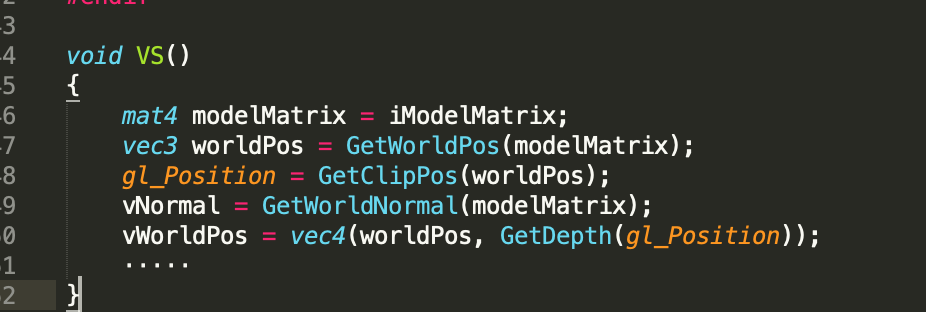 #endif
3
4 void VS()
5 {
6 mat4 modelMatrix = iModelMatrix;
7 vec3 worldPos = GetWorldPos(modelMatrix);
8 gl_Position = GetClipPos(worldPos);
9 vNormal = GetWorldNormal(modelMatrix);
0 vWorldPos = vec4(worldPos, GetDepth(gl_Position));
1 .....
2 }